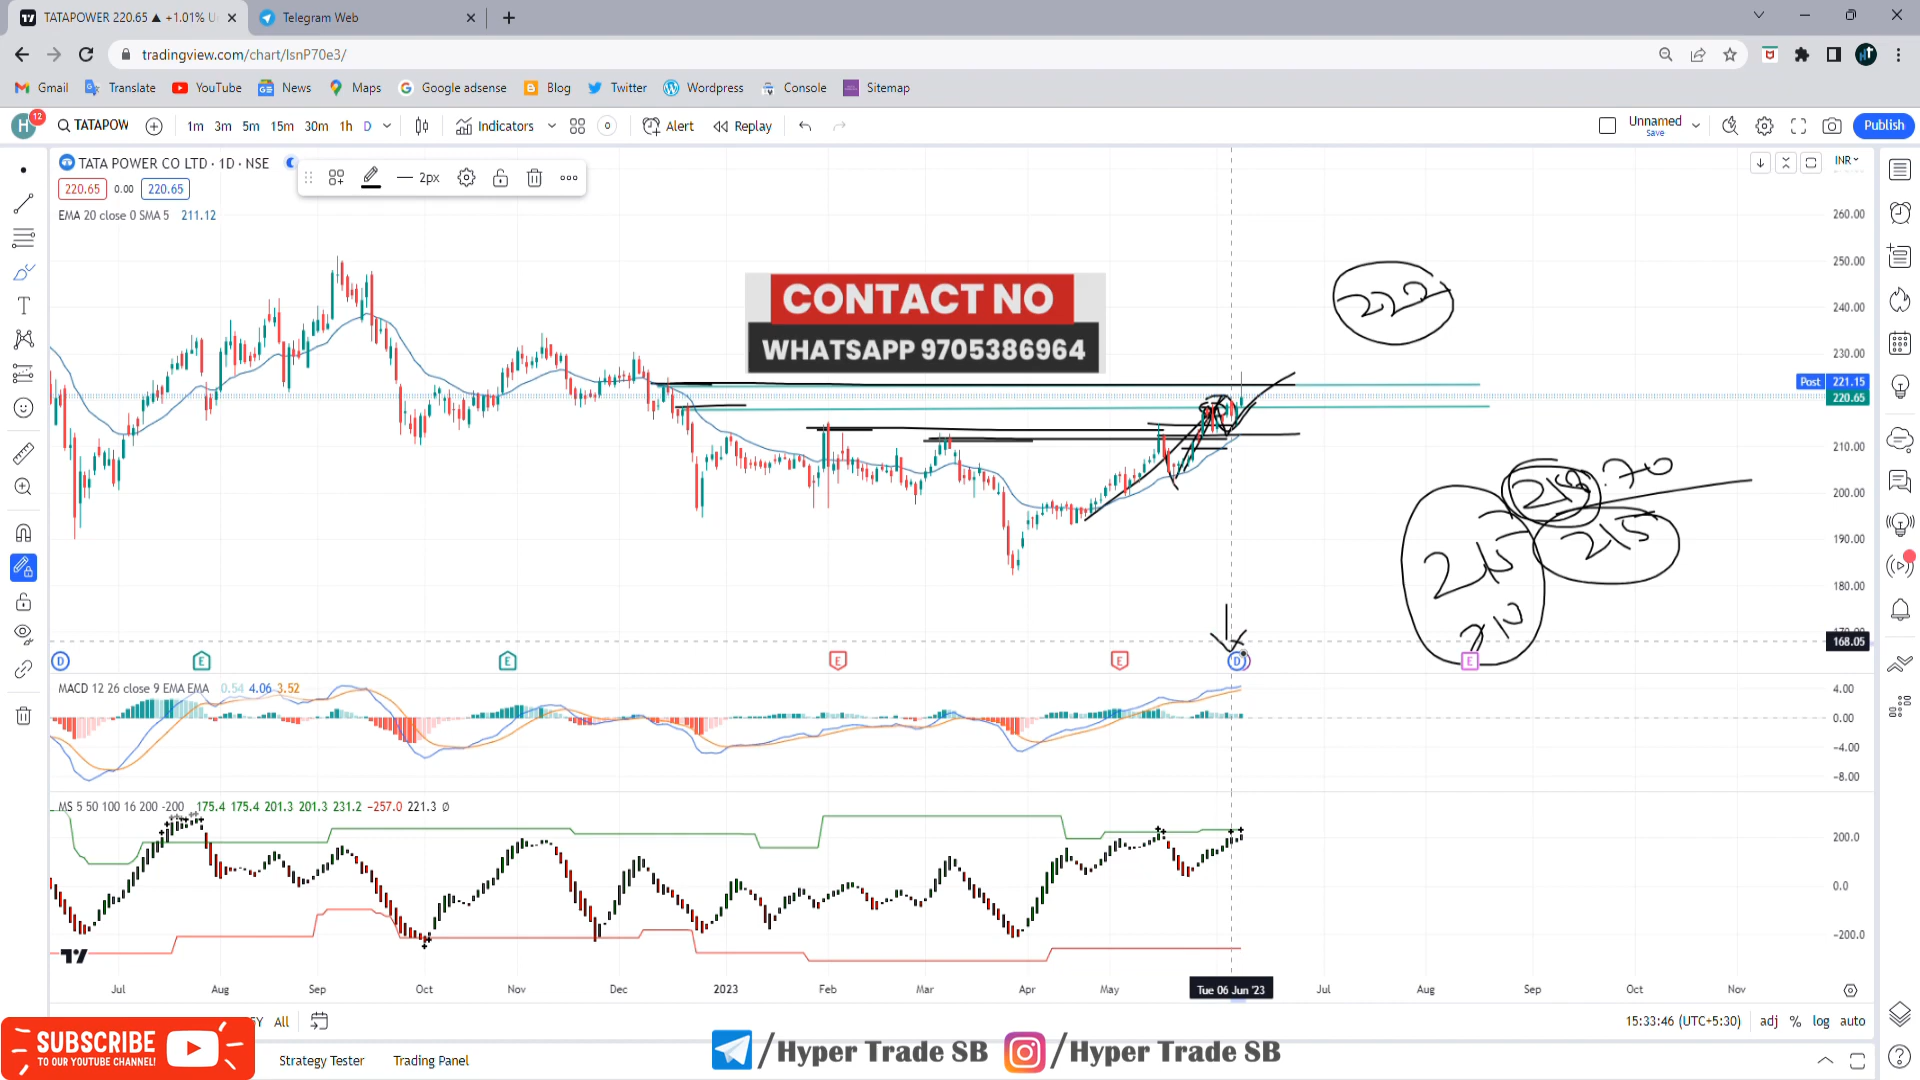 TATAPOWER 220.65 ▲ +1.01% U
Telegram Web
tradingview.com/chart/lsnP70e3/
Gmail Translate YouTube News Maps Google adsense Blog Twitter Wordpress Console Sitemap
H 12 TATAPOW 1m 3m 5m 15m 30m 1h D Indicators Alert Replay Unnamed Save Publish
TATA POWER CO LTD · 1D · NSE
2px
INR
220.65 0.00 220.65
EMA 20 close 0 SMA 5 211.12
260.00
250.00
CONTACT NO
WHATSAPP 9705386964
222
240.00
230.00
Post 221.15
220.65
210.00
200.00
190.00
180.00
168.05
.70
215
215
210
D E E E E D E
MACD 12 26 close 9 EMA EMA 0.54 4.06 3.52
4.00
0.00
−4.00
−8.00
MS 5 50 100 16 200 -200 175.4 175.4 201.3 201.3 231.2 −257.0 221.3 ∅
200.0
0.0
−200.0
Jul Aug Sep Oct Nov Dec 2023 Feb Mar Apr May Tue 06 Jun '23 Jul Aug Sep Oct Nov
5Y All
15:33:46 (UTC+5:30) adj % log auto
SUBSCRIBE
TO OUR YOUTUBE CHANNEL!
Strategy Tester Trading Panel
/Hyper Trade SB /Hyper Trade SB